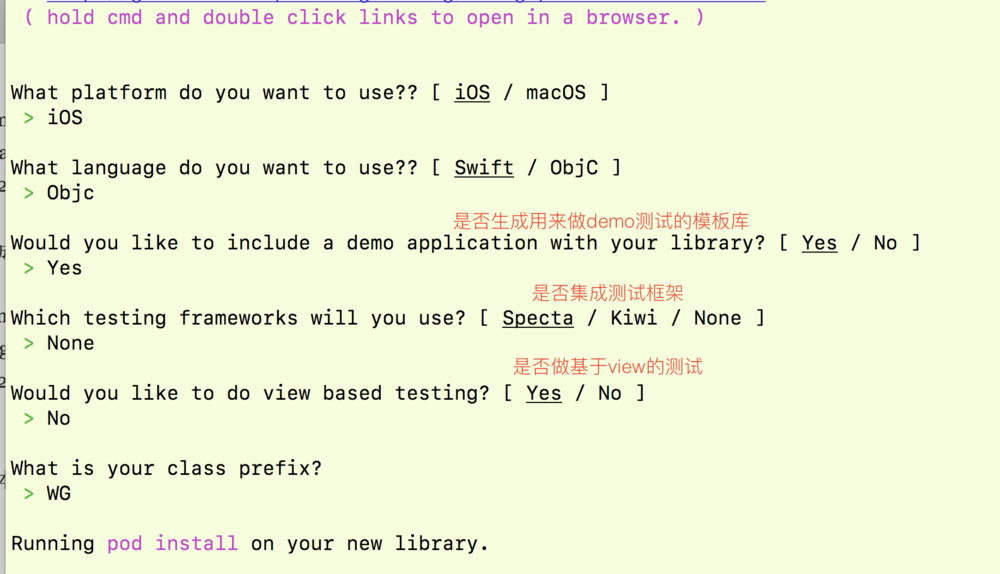 ( hold cmd and double click links to open in a browser. )
What platform do you want to use?? [ iOS / macOS ]
> iOS
What language do you want to use?? [ Swift / ObjC ]
> Objc
是否生成用来做demo测试的模板库
Would you like to include a demo application with your library? [ Yes / No ]
> Yes
是否集成测试框架
Which testing frameworks will you use? [ Specta / Kiwi / None ]
> None
是否做基于view的测试
Would you like to do view based testing? [ Yes / No ]
> No
What is your class prefix?
> WG
Running pod install on your new library.